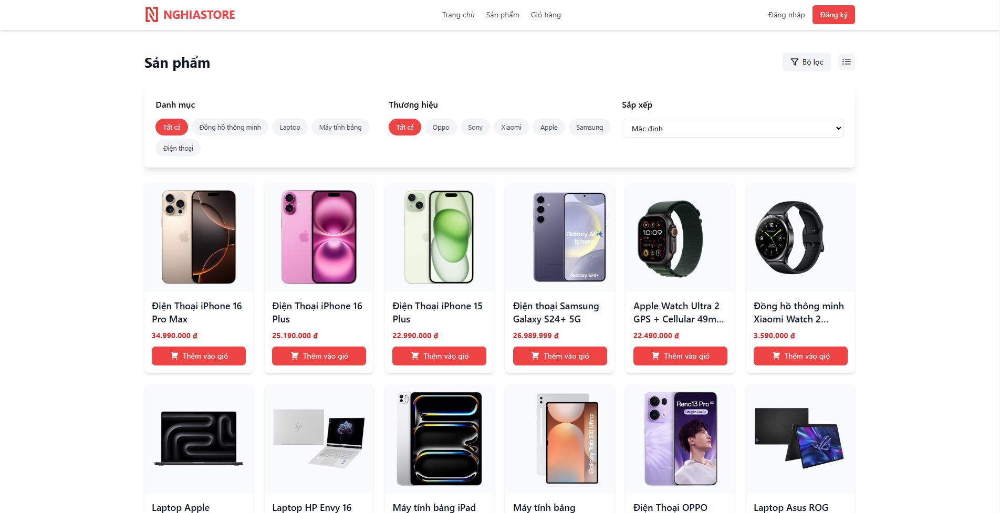 NGHIASTORE
Trang chủ
Sản phẩm
Giỏ hàng
Đăng nhập
Đăng ký
Sản phẩm
Bộ lọc
Danh mục
Tất cả
Đồng hồ thông minh
Laptop
Máy tính bảng
Điện thoại
Thương hiệu
Tất cả
Oppo
Sony
Xiaomi
Apple
Samsung
Sắp xếp
Mặc định
Galaxy AI
is here
Galaxy S24+
10:09
12
TUESDAY
9
Điện Thoại iPhone 16
Pro Max
34.990.000 ₫
Thêm vào giỏ
Điện Thoại iPhone 16
Plus
25.190.000 ₫
Thêm vào giỏ
Điện Thoại iPhone 15
Plus
22.990.000 ₫
Thêm vào giỏ
Điện thoại Samsung
Galaxy S24+ 5G
26.989.999 ₫
Thêm vào giỏ
Apple Watch Ultra 2
GPS + Cellular 49m...
22.490.000 ₫
Thêm vào giỏ
Đồng hồ thông minh
Xiaomi Watch 2...
3.590.000 ₫
Thêm vào giỏ
hp
Galaxy Tab S10 Ultra
Reno13 Pro 5G
Chuyên Gia AI
oppo
Laptop Apple
Laptop HP Envy 16
Máy tính bảng iPad
Máy tính bảng
Điện Thoại OPPO
Laptop Asus ROG